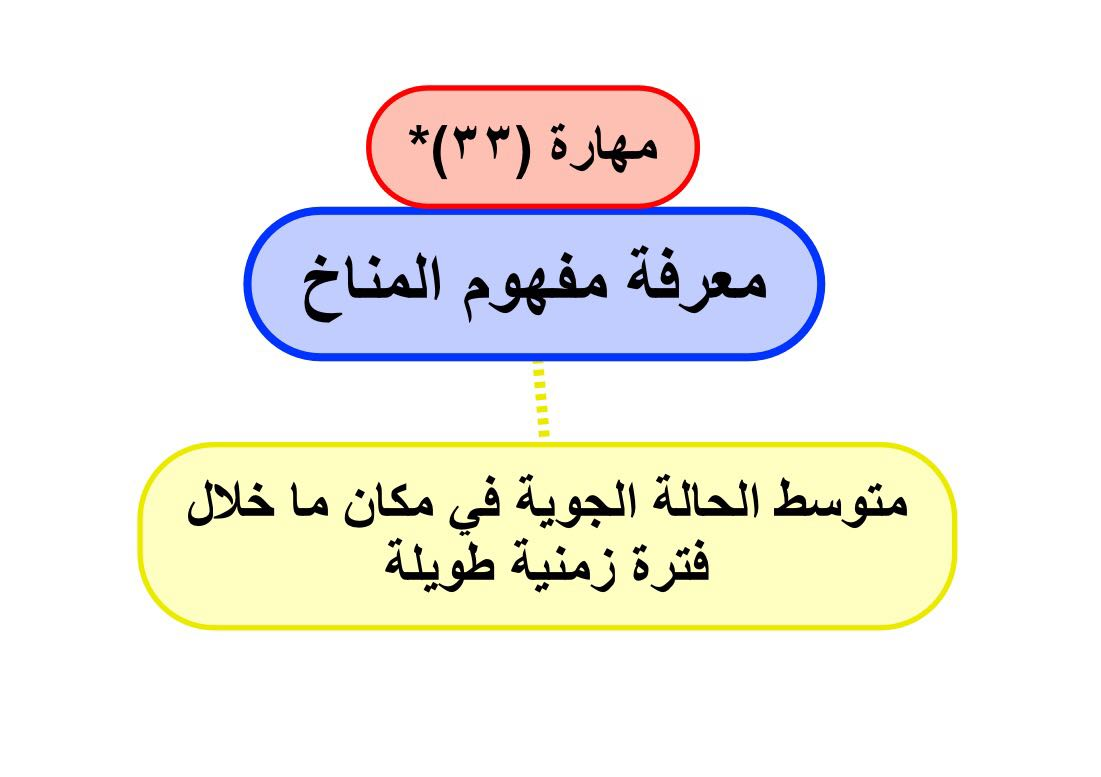 مهارة (٣٣)*
معرفة مفهوم المناخ
متوسط الحالة الجوية في مكان ما خلال
فترة زمنية طويلة